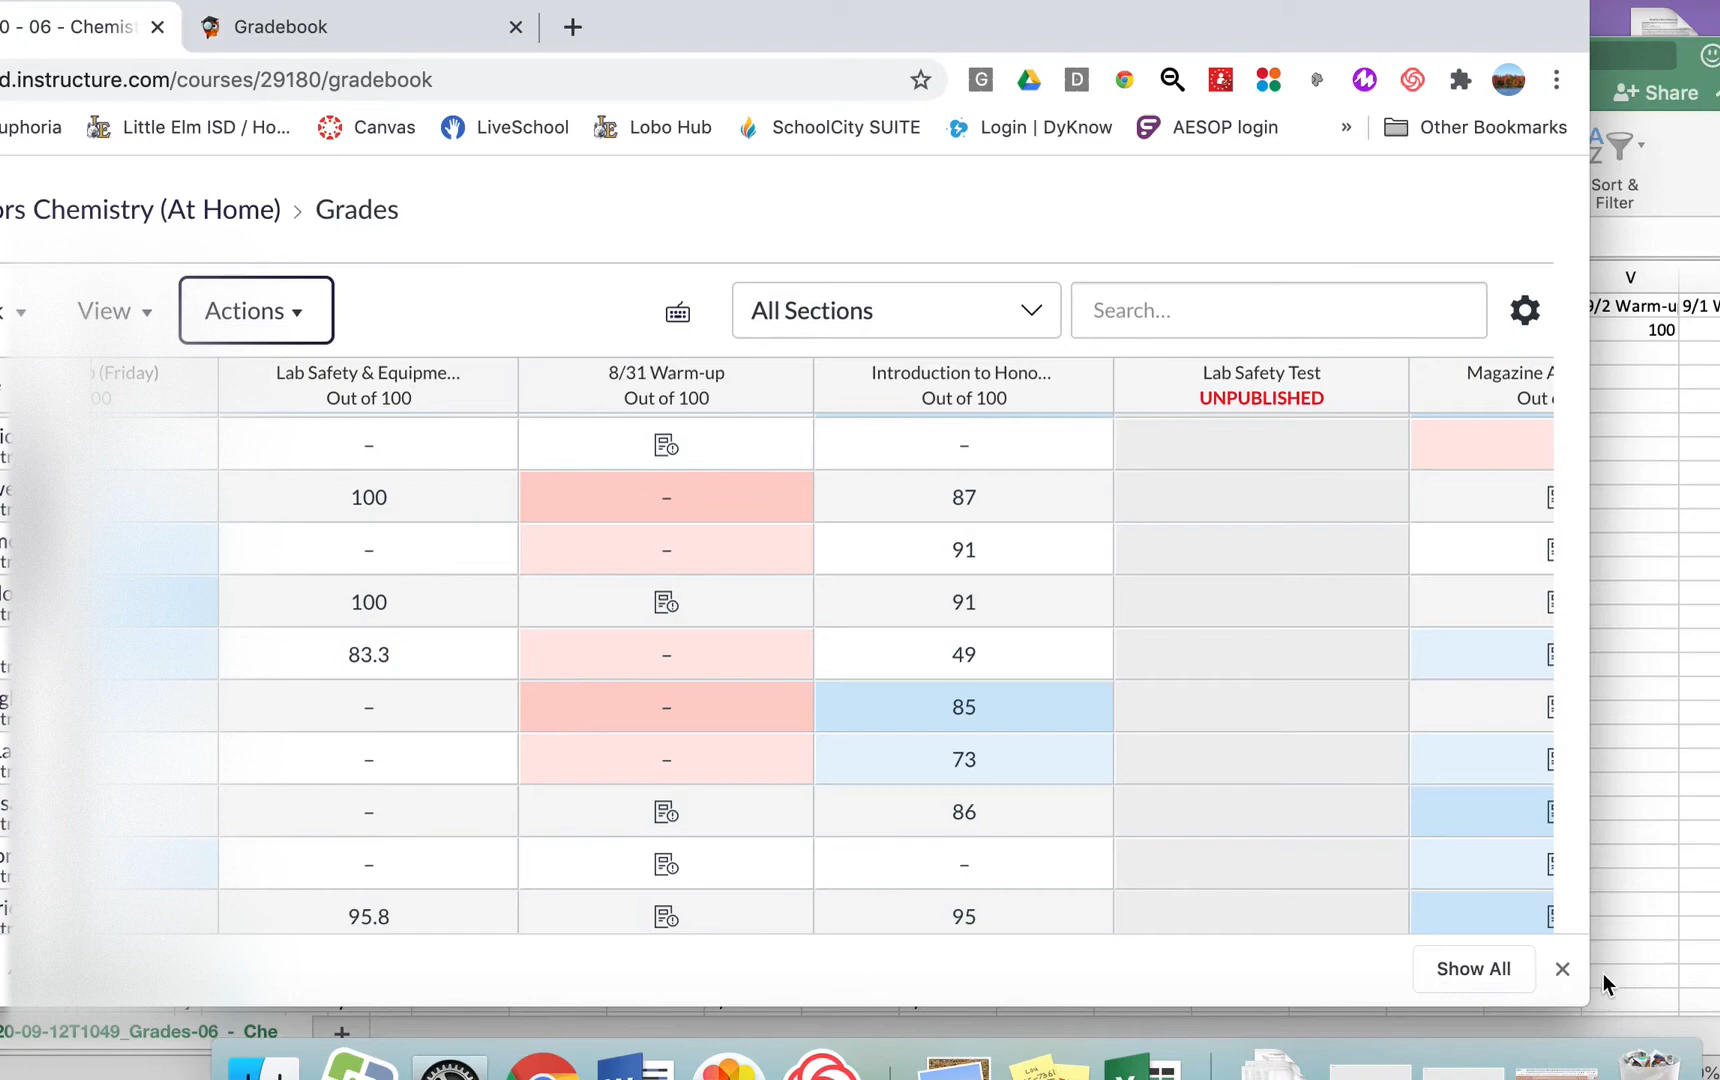 0 - 06 - Chemis
Gradebook
d.instructure.com/courses/29180/gradebook
G
D
Share
uphoria
Little Elm ISD / Ho...
Canvas
LiveSchool
Lobo Hub
SchoolCity SUITE
Login | DyKnow
AESOP login
»
Other Bookmarks
Sort &
Filter
ors Chemistry (At Home) > Grades
View
Actions
All Sections
Search...
V
9/2 Warm-u
9/1 W
100
(Friday)
00
Lab Safety & Equipme...
Out of 100
8/31 Warm-up
Out of 100
Introduction to Hono...
Out of 100
Lab Safety Test
UNPUBLISHED
Magazine A
Out o
– –
100 – 87
– – 91
100 91
83.3 – 49
– – 85
– – 73
– 86
– –
95.8 95
Show All
20-09-12T1049_Grades-06 - Che
+